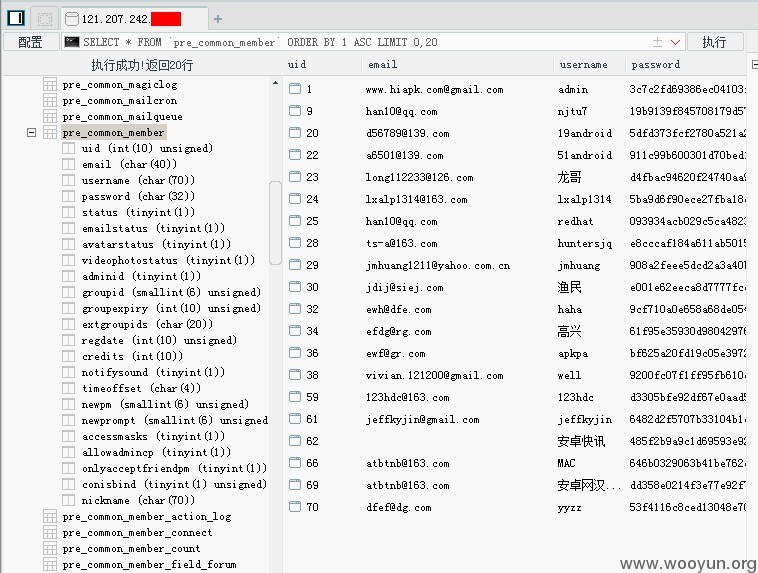 121.207.242.
配置
SELECT * FROM `pre_common_member` ORDER BY 1 ASC LIMIT 0,20
执行
执行成功!返回20行
pre_common_magiclog
pre_common_mailcron
pre_common_mailqueue
pre_common_member
uid (int(10) unsigned)
email (char(40))
username (char(70))
password (char(32))
status (tinyint(1))
emailstatus (tinyint(1))
avatarstatus (tinyint(1))
videophotostatus (tinyint(1))
adminid (tinyint(1))
groupid (smallint(6) unsigned)
groupexpiry (int(10) unsigned)
extgroupids (char(20))
regdate (int(10) unsigned)
credits (int(10))
notifysound (tinyint(1))
timeoffset (char(4))
newpm (smallint(6) unsigned)
newprompt (smallint(6) unsigned
accessmasks (tinyint(1))
allowadmincp (tinyint(1))
onlyacceptfriendpm (tinyint(1))
conisbind (tinyint(1) unsigned)
nickname (char(70))
pre_common_member_action_log
pre_common_member_connect
pre_common_member_count
pre_common_member_field_forum
uid email username password
1 www.hiapk.com@gmail.com admin 3c7c2fd69386ec04103
9 han10@qq.com njtu7 19b9139f845708179d57
20 d56789@139.com 19android 5dfd373fcf2780a521a2
22 a6501@139.com 51android 911c99b600301d70bed
23 long11233@126.com 龙哥 d4fbac94620f24740aa
24 lxalp1314@163.com lxalp1314 5ba9d6f90ece27fba18
25 han10@qq.com redhat 093934acb029c5ca4823
28 ts-a@163.com huntersjq e8cccaf184a611ab5015
29 jmhuang1211@yahoo.com.cn jmhuang 908a2feee5dcd2a3a40
30 jdij@siej.com 渔民 e001e62eeca8d7777fc
32 ewh@dfe.com haha 9cf710a0e658a68de054
34 efdg@rg.com 高兴 61f95e35930d98042976
36 ewf@gr.com apkpa bf625a20fd19c05e3972
38 vivian.121200@gmail.com well 9200fc07f1ff95fb610
59 123hdc@163.com 123hdc d3305bfe92df67e0aad5
61 jeffkyjin@gmail.com jeffkyjin 6482d2f5707b33104b1
62 安卓快讯 485f2b9a9c1d69593e92
66 atbtnb@163.com MAC 646b0329063b41be762
69 atbtnb@163.com 安卓网汉... dd358e0214f3e77e92f
70 dfef@dg.com yyzz 53f4116c8ced13048e70
www.wooyun.org